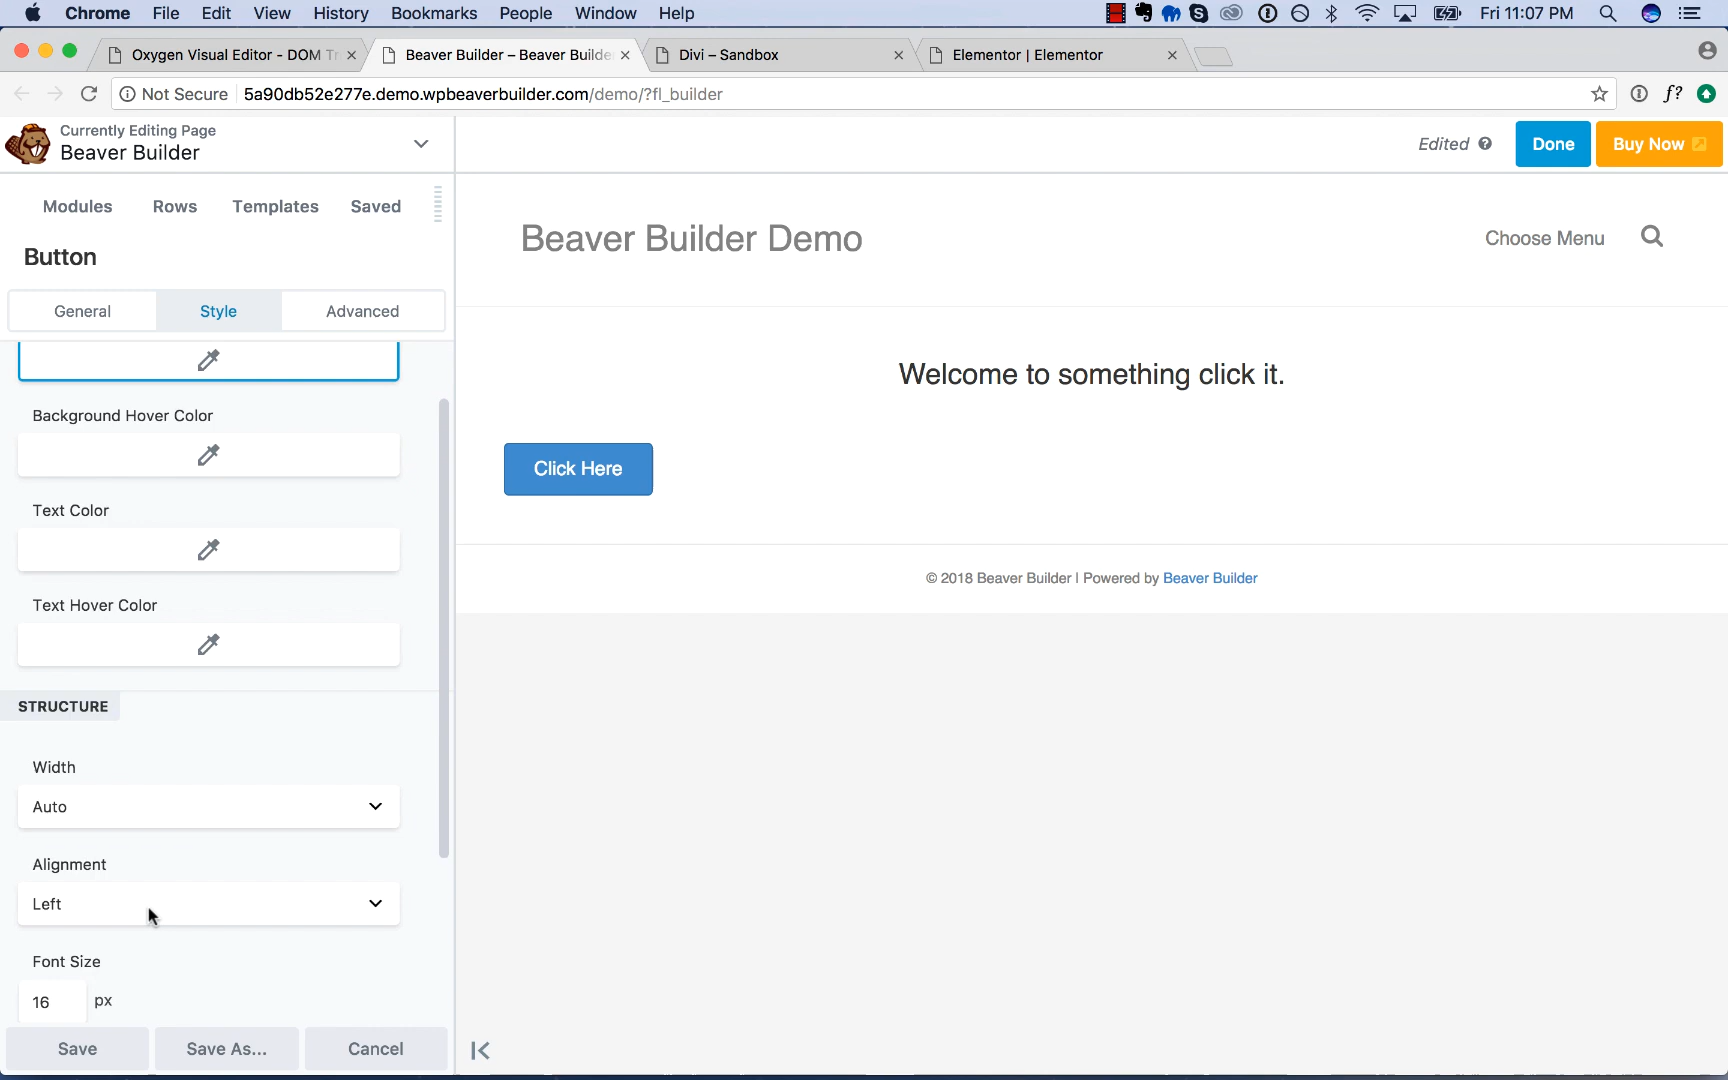 Chrome File Edit View History Bookmarks People Window Help
Fri 11:07 PM
Oxygen Visual Editor - DOM Tr
Beaver Builder – Beaver Builde
Divi – Sandbox
Elementor | Elementor
Not Secure 5a90db52e277e.demo.wpbeaverbuilder.com/demo/?fl_builder
f?
Currently Editing Page
Beaver Builder
Edited
Done
Buy Now
Modules Rows Templates Saved
Button
General Style Advanced
Background Hover Color
Text Color
Text Hover Color
STRUCTURE
Width
Auto
Alignment
Left
Font Size
16 px
Save Save As... Cancel
Beaver Builder Demo
Choose Menu
Welcome to something click it.
Click Here
© 2018 Beaver Builder | Powered by Beaver Builder